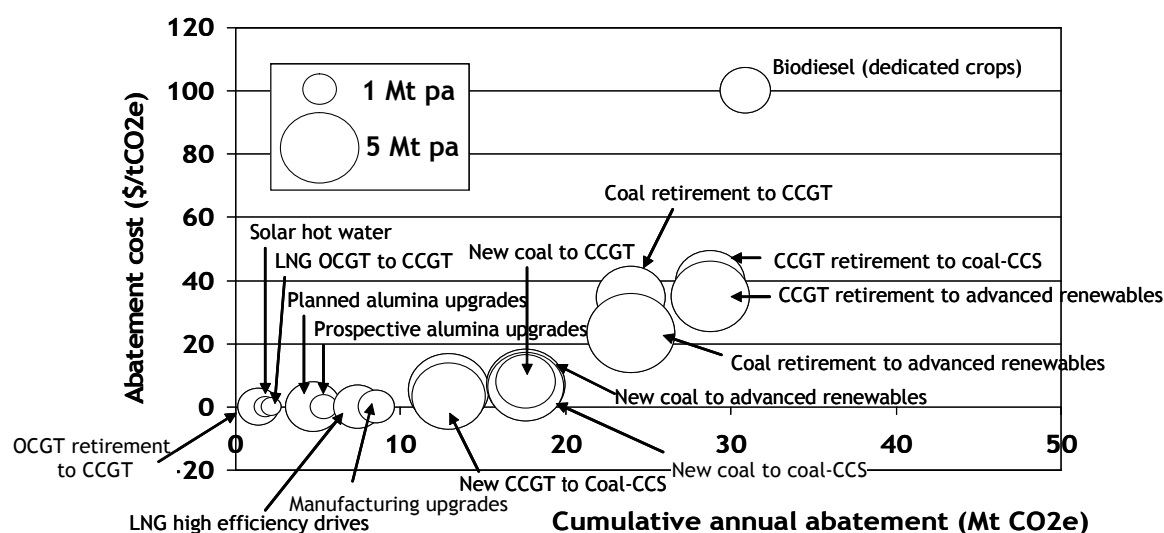 120
100
80
60
40
20
0
-20
Abatement cost ($/tCO2e)
1 Mt pa
5 Mt pa
Biodiesel (dedicated crops)
Coal retirement to CCGT
Solar hot water
New coal to CCGT
LNG OCGT to CCGT
CCGT retirement to coal-CCS
Planned alumina upgrades
CCGT retirement to advanced renewables
Prospective alumina upgrades
Coal retirement to advanced renewables
New coal to advanced renewables
0 10 20 30 40 50
OCGT retirement
to CCGT
New coal to coal-CCS
New CCGT to Coal-CCS
Manufacturing upgrades
LNG high efficiency drives
Cumulative annual abatement (Mt CO2e)